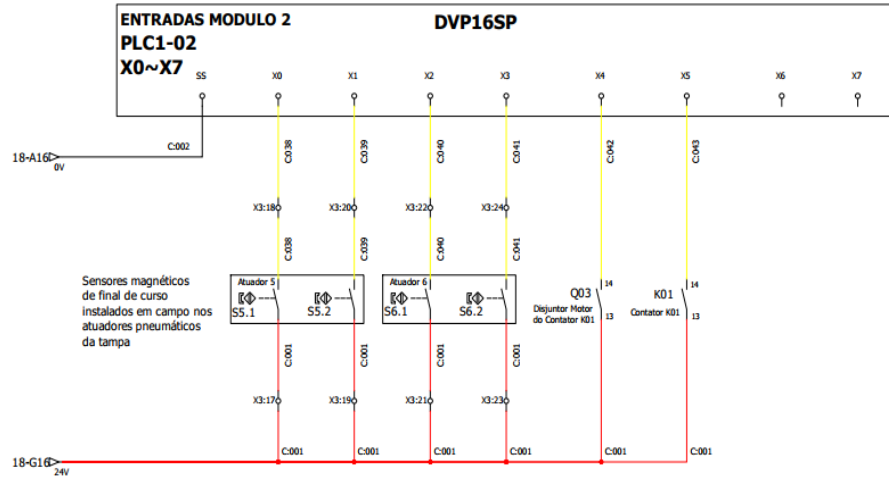 ENTRADAS MODULO 2
DVP16SP
PLC1-02
X0~X7
SS
X0
X1
X2
X3
X4
X5
X6
X7
18-A16
0V
C:002
C:038
C:039
C:040
C:041
C:042
C:043
X3:18
X3:20
X3:22
X3:24
C:038
C:039
C:040
C:041
Sensores magnéticos
de final de curso
instalados em campo nos
atuadores pneumáticos
da tampa
Atuador 5
S5.1
S5.2
Atuador 6
S6.1
S6.2
14
Q03
Disjuntor Motor
do Contator K01
13
14
K01
Contator K01
13
C:001
C:001
C:001
C:001
X3:17
X3:19
X3:21
X3:23
18-G16
24V
C:001
C:001
C:001
C:001
C:001
C:001